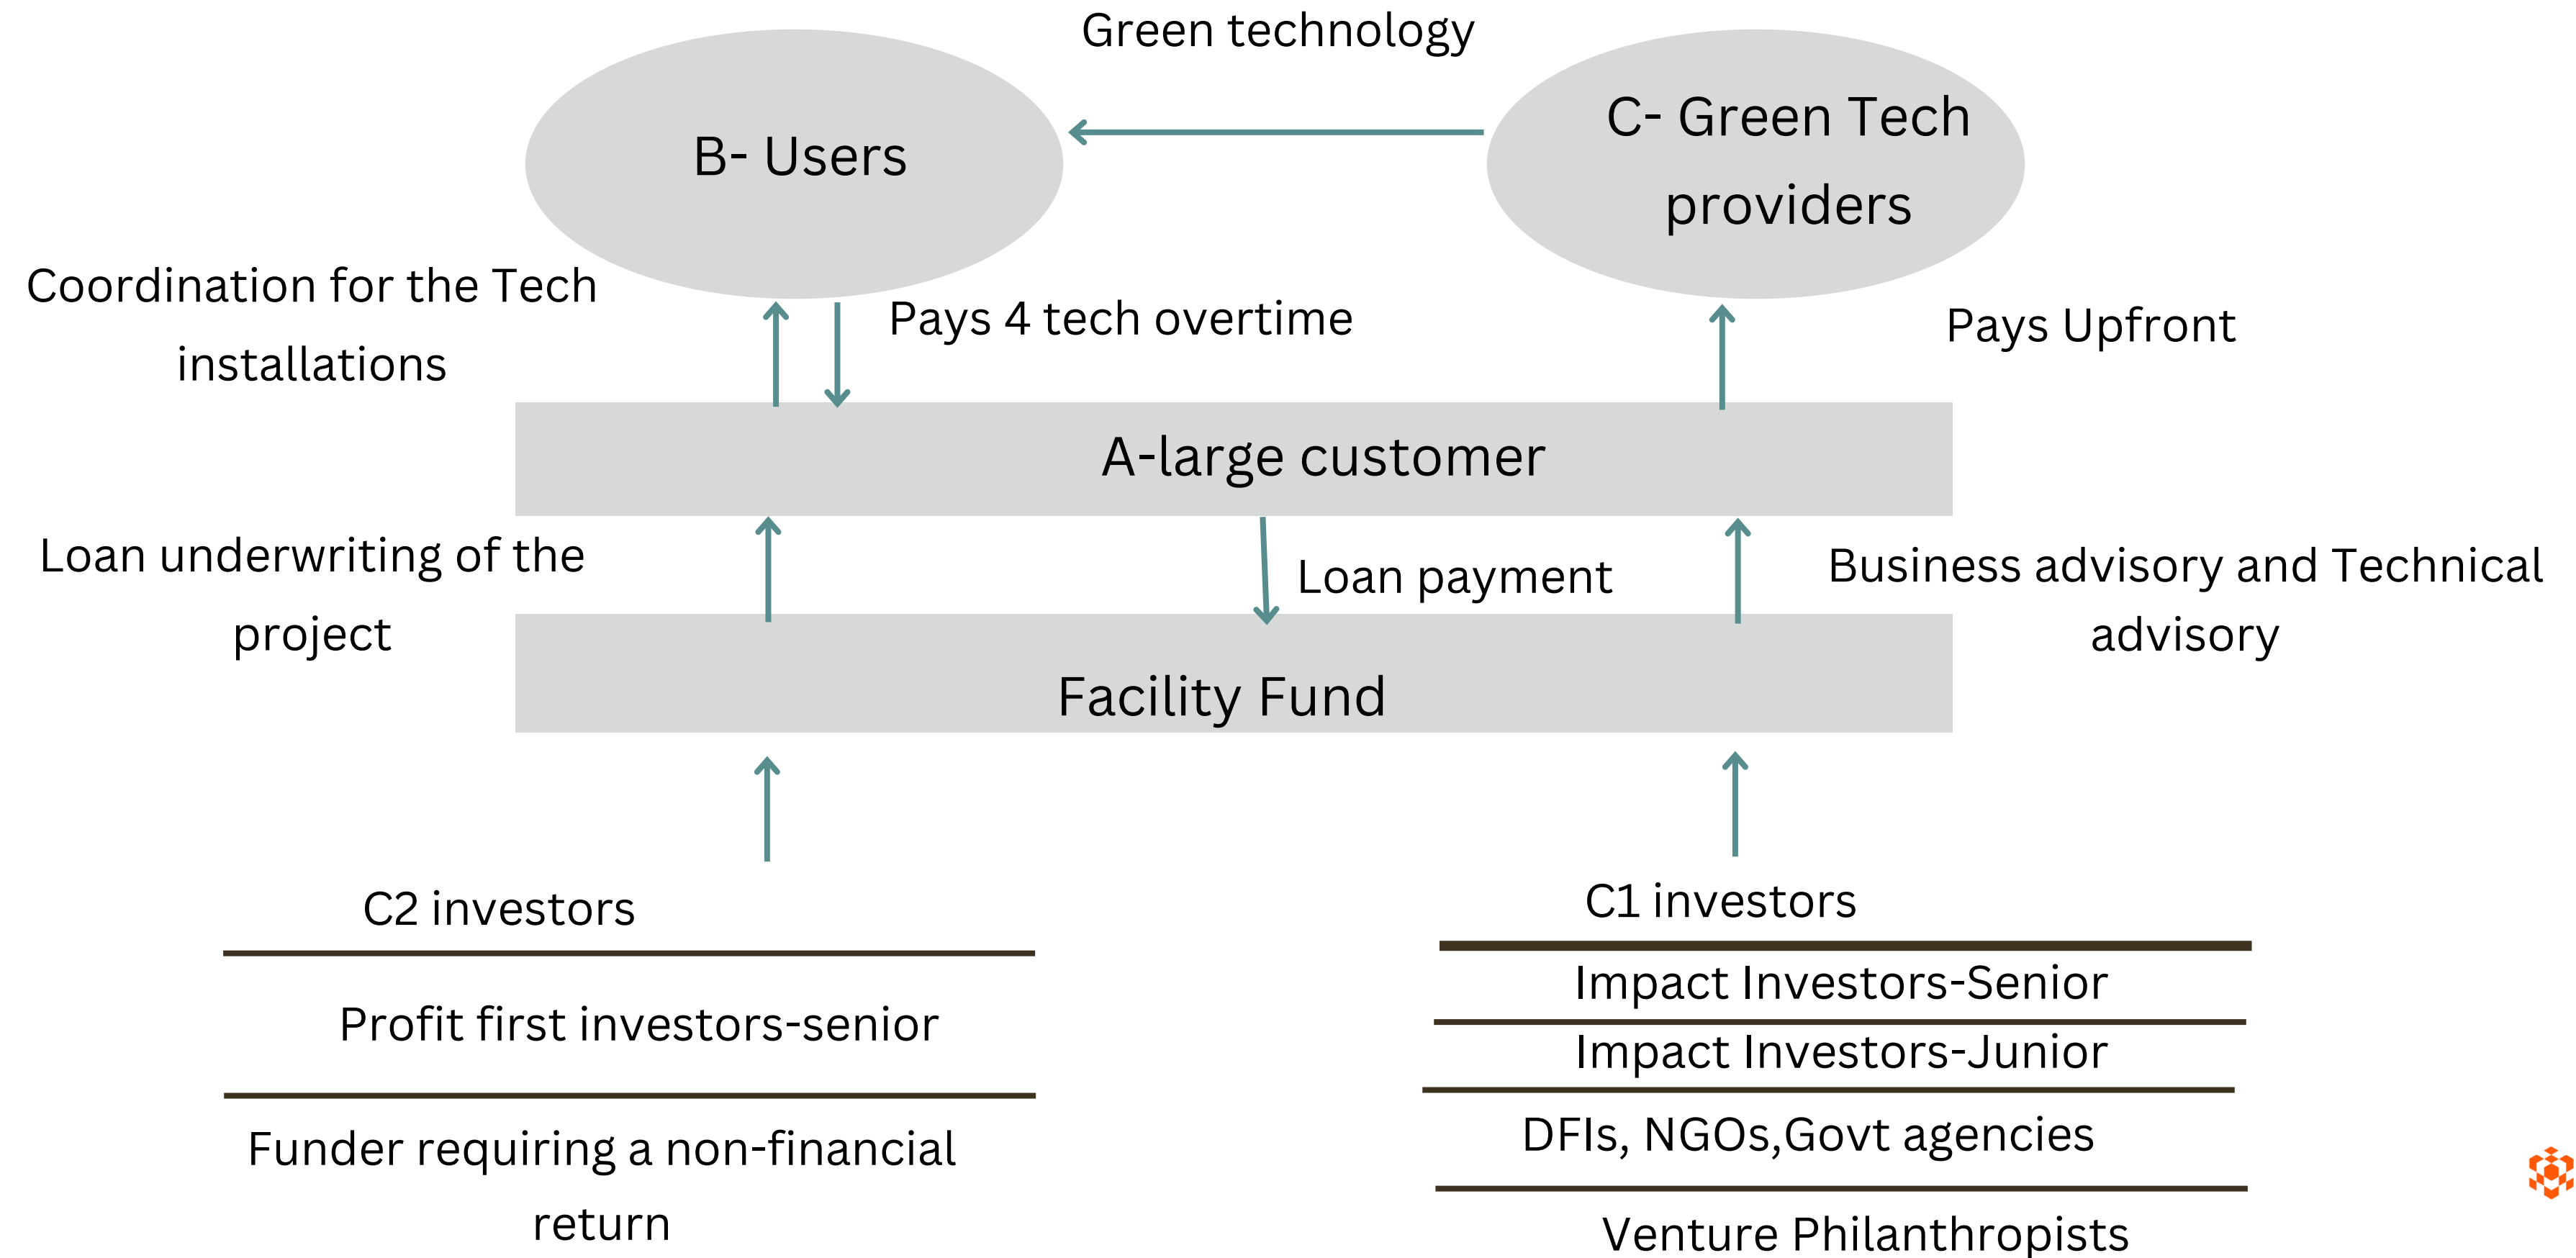 Green technology
B- Users
C- Green Tech
providers
Coordination for the Tech
installations
Pays 4 tech overtime
Pays Upfront
A-large customer
Loan underwriting of the
project
Loan payment
Business advisory and Technical
advisory
Facility Fund
C2 investors
Profit first investors-senior
Funder requiring a non-financial
return
C1 investors
Impact Investors-Senior
Impact Investors-Junior
DFIs, NGOs,Govt agencies
Venture Philanthropists